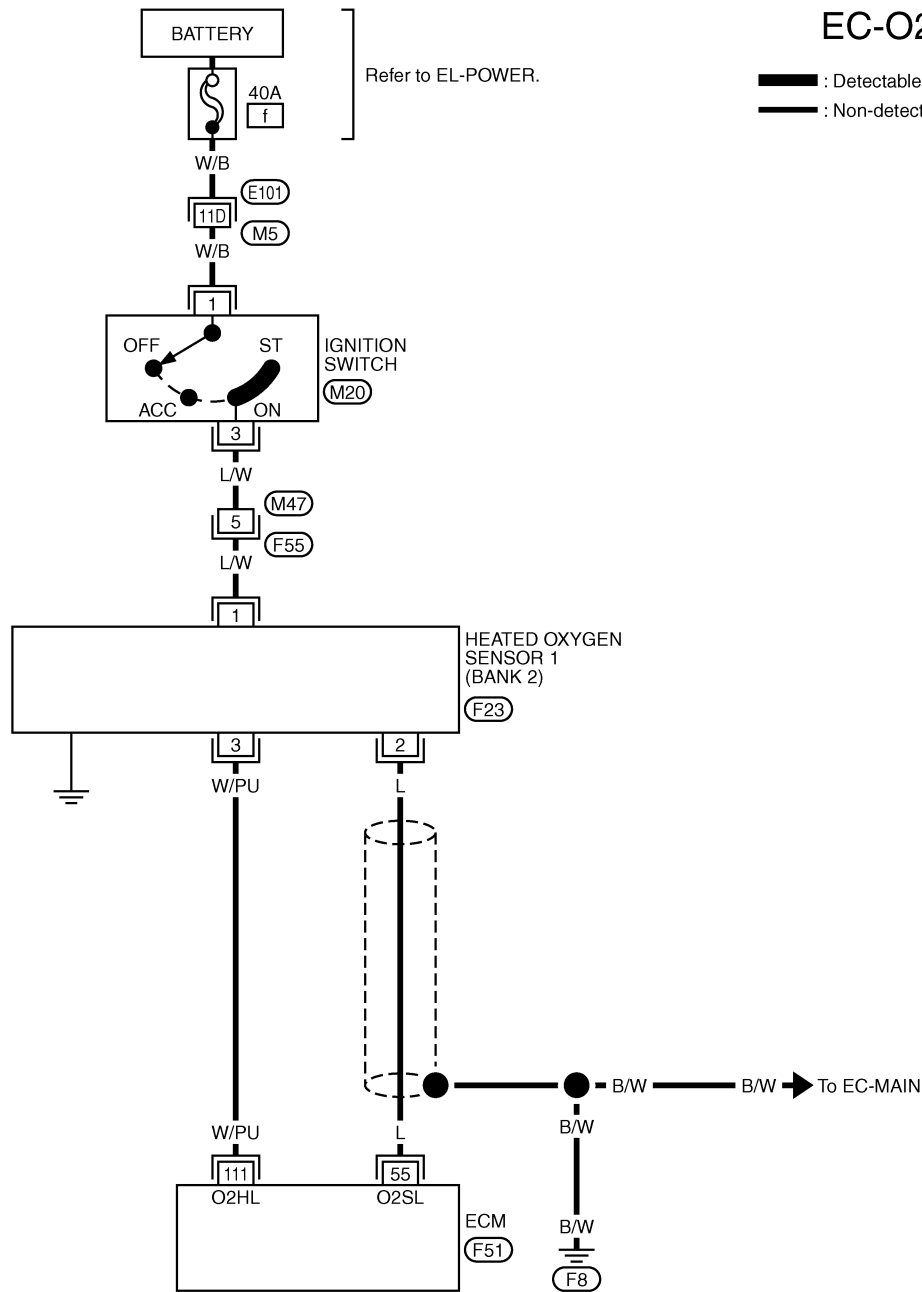 EC-O2
BATTERY
Refer to EL-POWER.
: Detectable
40A
f
W/B
E101
11D
M5
W/B
1
OFF
ST
IGNITION
SWITCH
M20
ACC
ON
3
L/W
M47
5
F55
L/W
1
HEATED OXYGEN
SENSOR 1
(BANK 2)
F23
3
2
W/PU
L
B/W
B/W
To EC-MAIN
B/W
W/PU
L
111
55
O2HL
O2SL
B/W
ECM
F51
F8